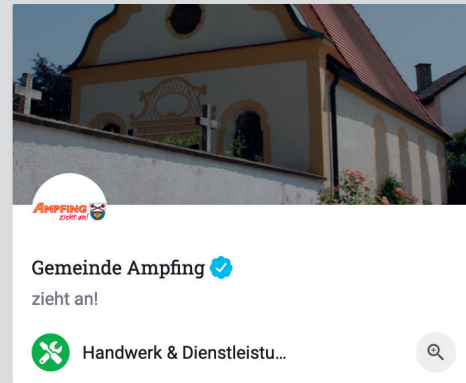 AMPFING
zieht an!
Gemeinde Ampfing
zieht an!
Handwerk & Dienstleistu...